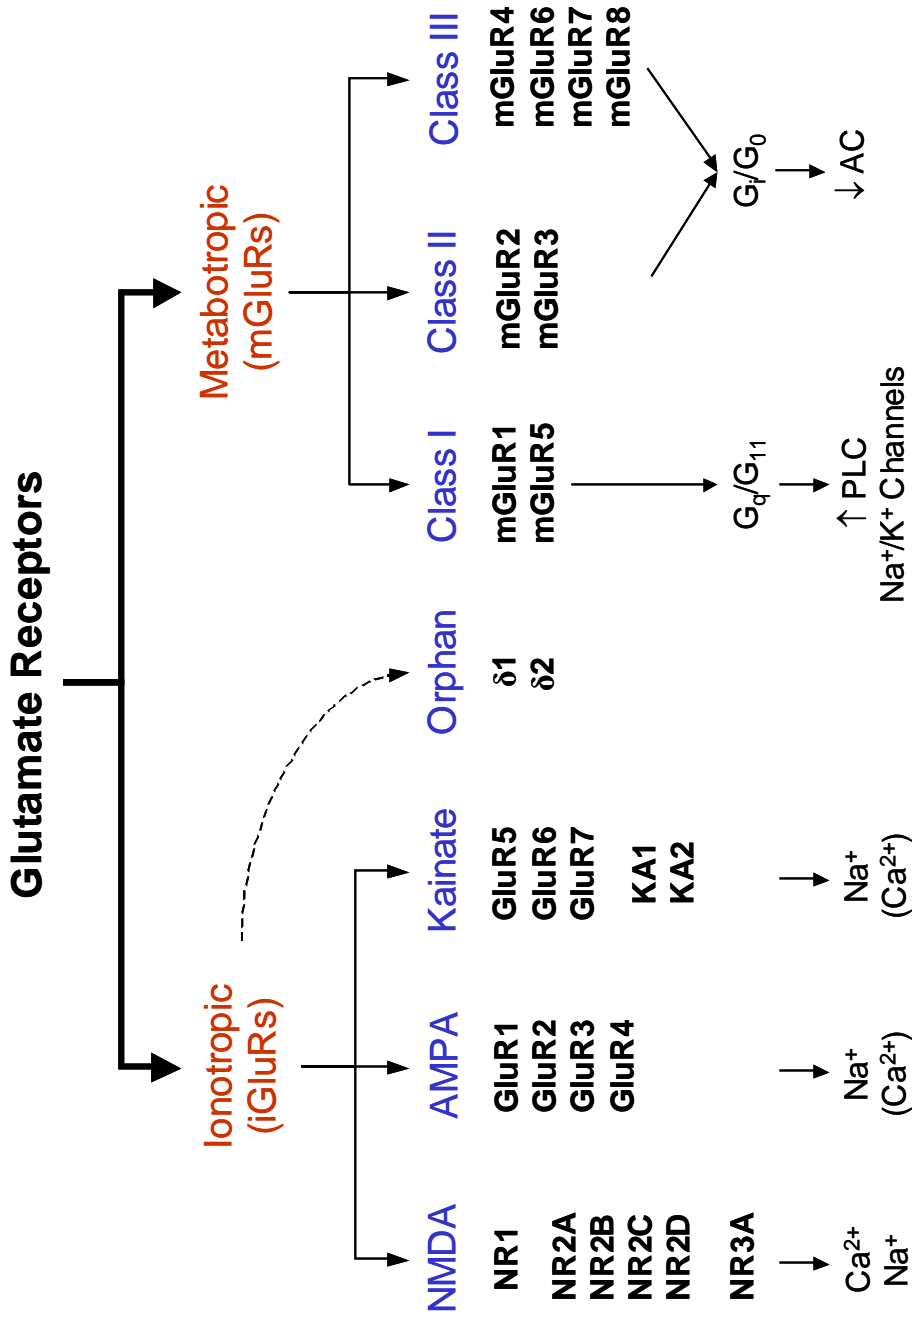 Glutamate Receptors
Ionotropic
(iGluRs)
Metabotropic
(mGluRs)
NMDA
NR1
NR2A
NR2B
NR2C
NR2D
NR3A
Ca²⁺
Na⁺
AMPA
GluR1
GluR2
GluR3
GluR4
Na⁺
(Ca²⁺)
Kainate
GluR5
GluR6
GluR7
KA1
KA2
Na⁺
(Ca²⁺)
Orphan
δ1
δ2
Class I
mGluR1
mGluR5
Gq/G₁₁
↑ PLC
Na⁺/K⁺ Channels
Class II
mGluR2
mGluR3
Class III
mGluR4
mGluR6
mGluR7
mGluR8
Gᵢ/G₀
↓ AC